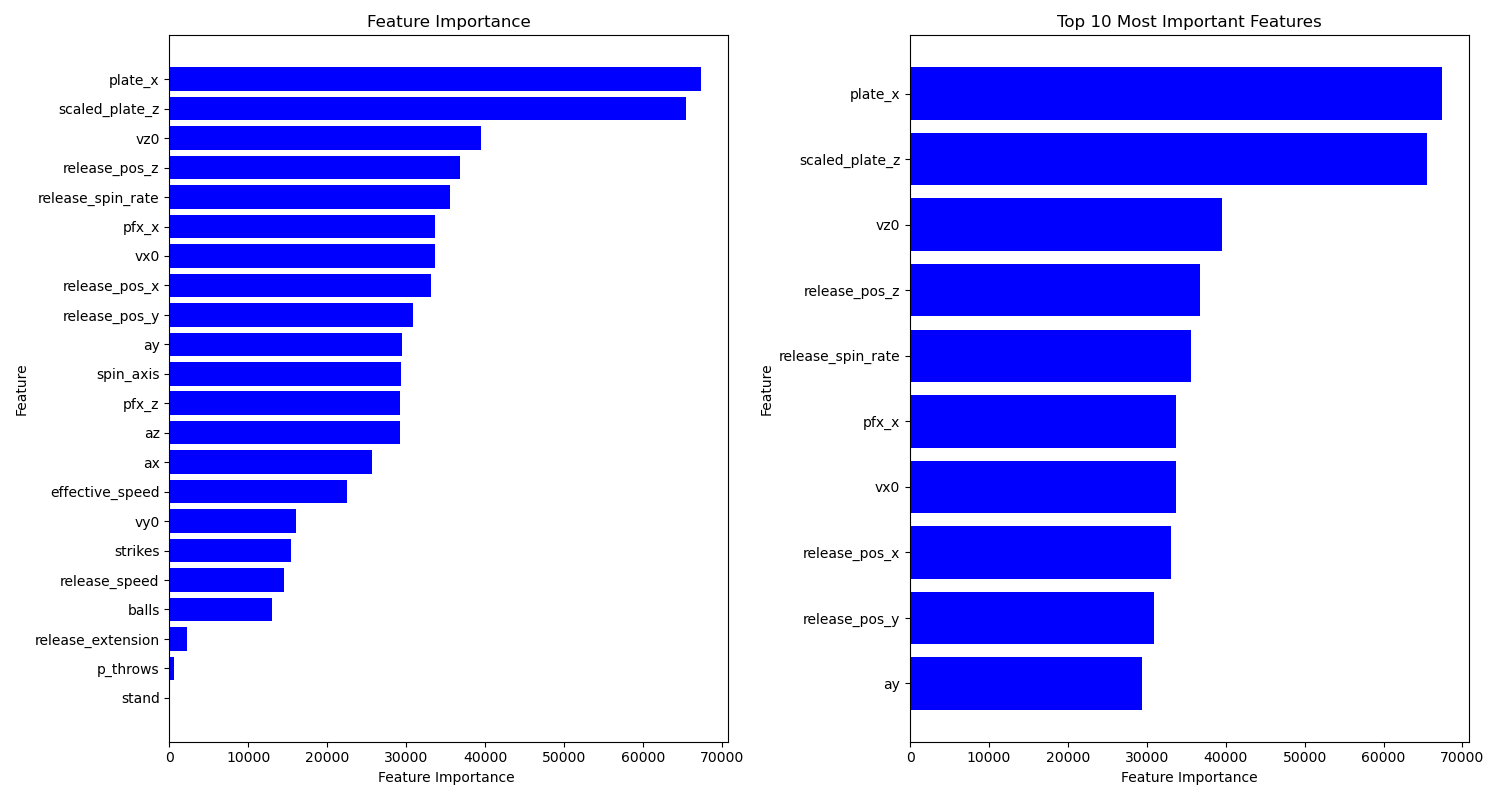 Feature Importance
Feature
plate_x
scaled_plate_z
vz0
release_pos_z
release_spin_rate
pfx_x
vx0
release_pos_x
release_pos_y
ay
spin_axis
pfx_z
az
ax
effective_speed
vy0
strikes
release_speed
balls
release_extension
p_throws
stand
0 10000 20000 30000 40000 50000 60000 70000
Feature Importance
Top 10 Most Important Features
Feature
plate_x
scaled_plate_z
vz0
release_pos_z
release_spin_rate
pfx_x
vx0
release_pos_x
release_pos_y
ay
0 10000 20000 30000 40000 50000 60000 70000
Feature Importance